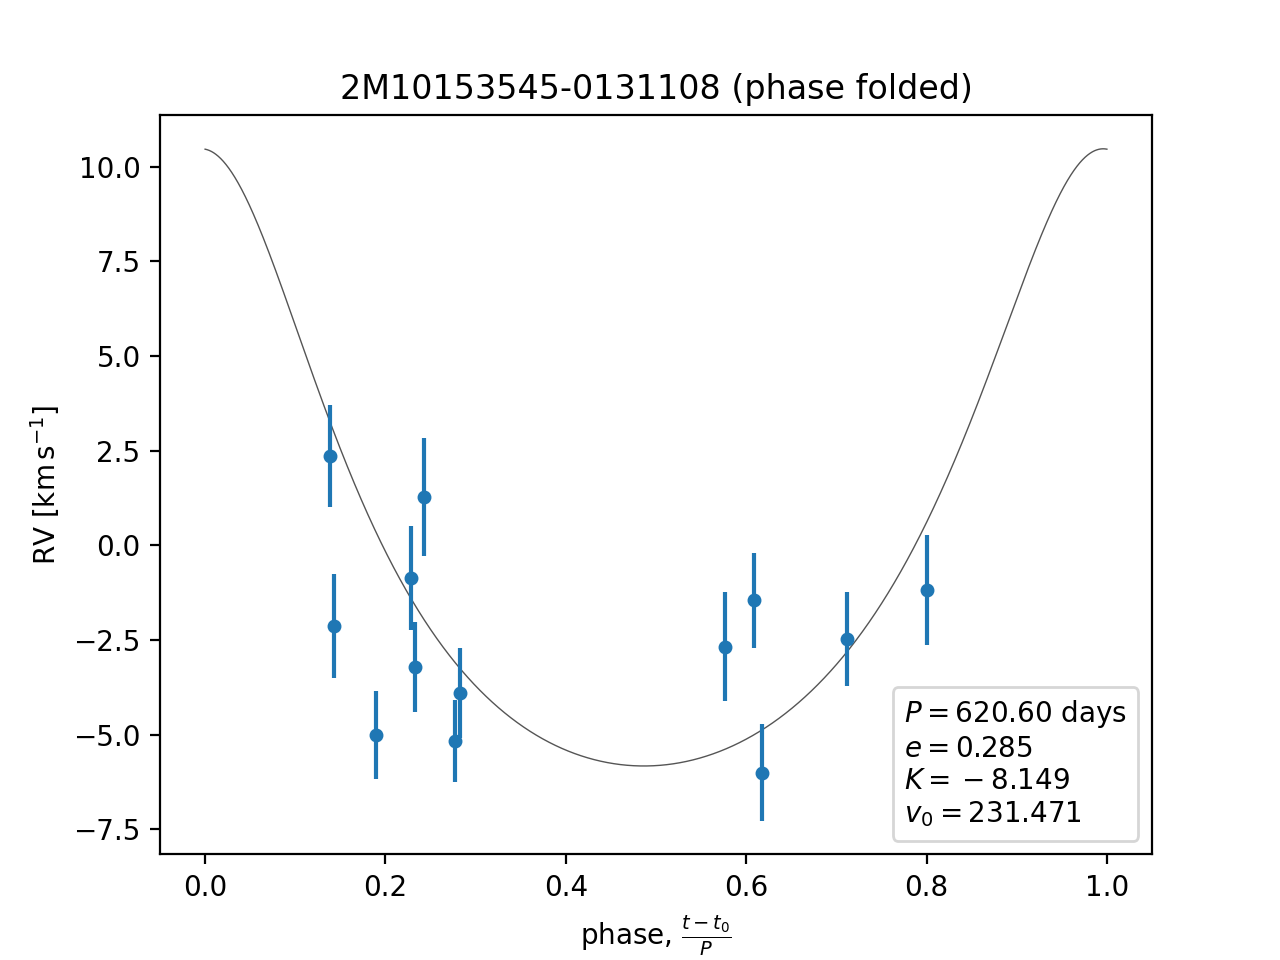 2M10153545-0131108 (phase folded)
RV [km s⁻¹]
10.0
7.5
5.0
2.5
0.0
−2.5
−5.0
−7.5
P = 620.60 days
e = 0.285
K = −8.149
v₀ = 231.471
0.0 0.2 0.4 0.6 0.8 1.0
phase, (t − t₀)/P